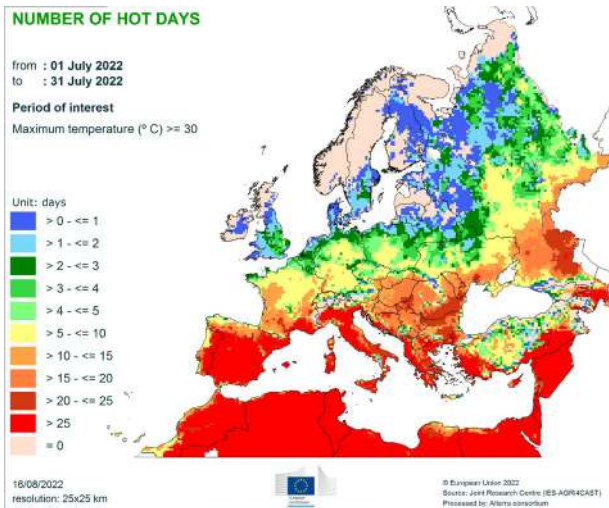 NUMBER OF HOT DAYS
from : 01 July 2022
to : 31 July 2022
Period of interest
Maximum temperature (º C) >= 30
Unit: days
> 0 - <= 1
> 1 - <= 2
> 2 - <= 3
> 3 - <= 4
> 4 - <= 5
> 5 - <= 10
> 10 - <= 15
> 15 - <= 20
> 20 - <= 25
> 25
= 0
16/08/2022
resolution: 25x25 km
© European Union 2022
Source: Joint Research Centre (IES-AGRI4CAST)
Processed by: Alterra consortium